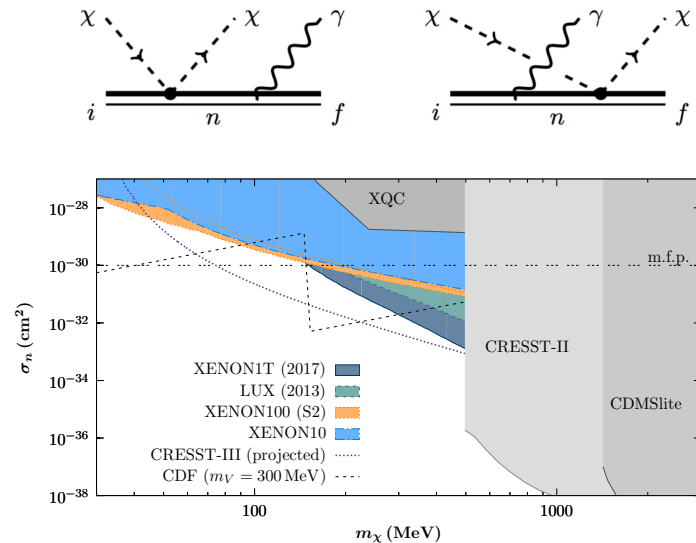 χ χ γ χ γ χ
i n f i n f
10⁻²⁸
10⁻³⁰
10⁻³²
10⁻³⁴
10⁻³⁶
10⁻³⁸
σₙ (cm²)
XQC
m.f.p.
CRESST-II
CDMSlite
XENON1T (2017)
LUX (2013)
XENON100 (S2)
XENON10
CRESST-III (projected)
CDF (m_V = 300 MeV)
100 1000
m_χ (MeV)